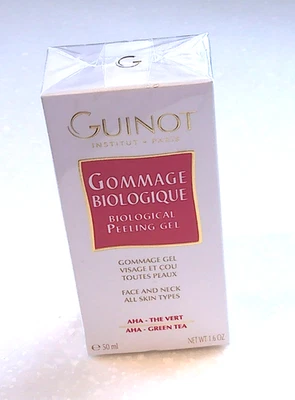 G
GUINOT
INSTITUT - PARIS
GOMMAGE
BIOLOGIQUE
BIOLOGICAL
PEELING GEL
GOMMAGE GEL
VISAGE ET COU
TOUTES PEAUX
FACE AND NECK
ALL SKIN TYPES
AHA - THE VERT
AHA - GREEN TEA
e 50 ml NET WT 1.6 OZ